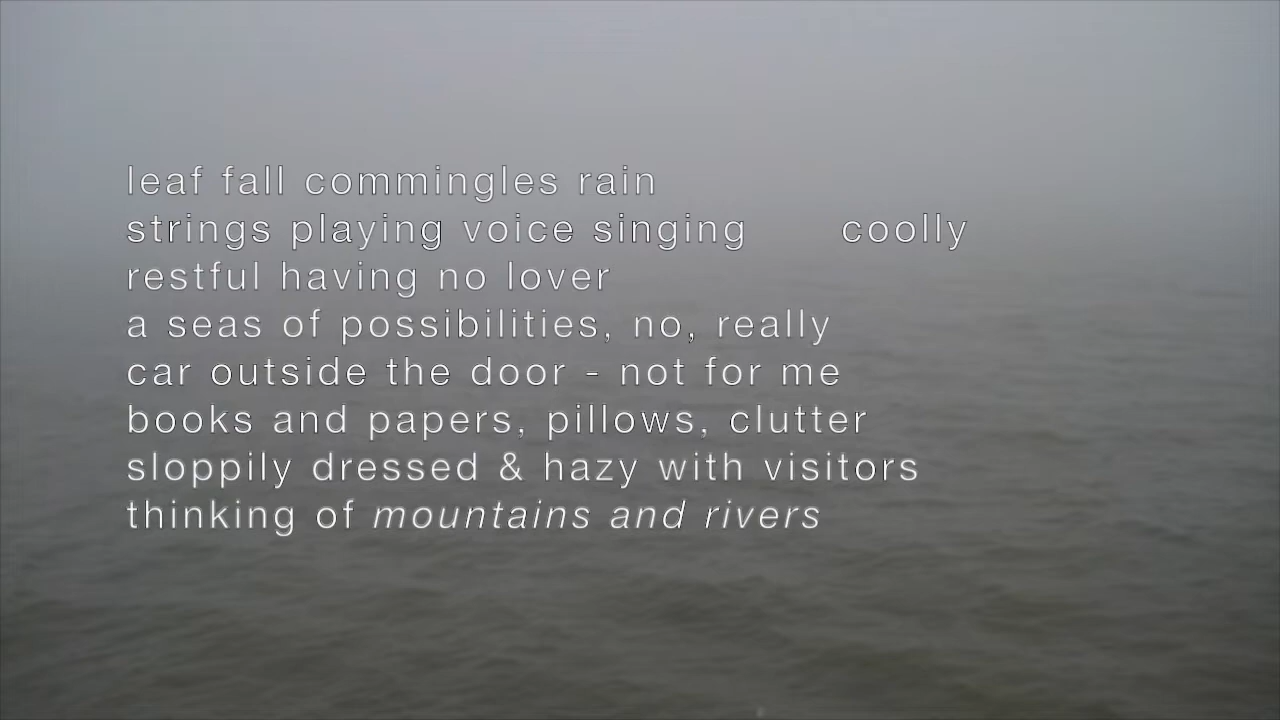 leaf fall commingles rain
strings playing voice singing       coolly
restful having no lover
a seas of possibilities, no, really
car outside the door - not for me
books and papers, pillows, clutter
sloppily dressed & hazy with visitors
thinking of mountains and rivers